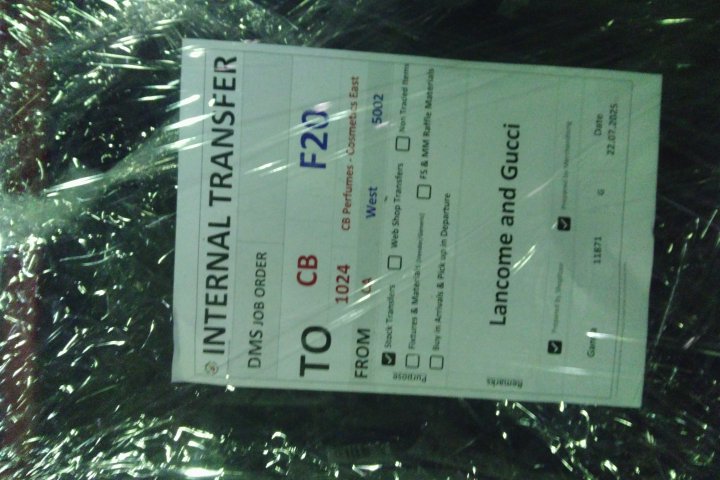 INTERNAL TRANSFER
DMS JOB ORDER
TO CB F20
1024 CB Perfumes - Cosmetics East
FROM West 5002
Stock Transfers Web Shop Transfers Non Traded Items
Fixtures & Materials FS & MM Raffle Materials
Buy in Arrivals & Pick up in Departure
Remarks
Lancome and Gucci
Prepared by Prepared by Merchandising
11871 G Date
22.07.2025